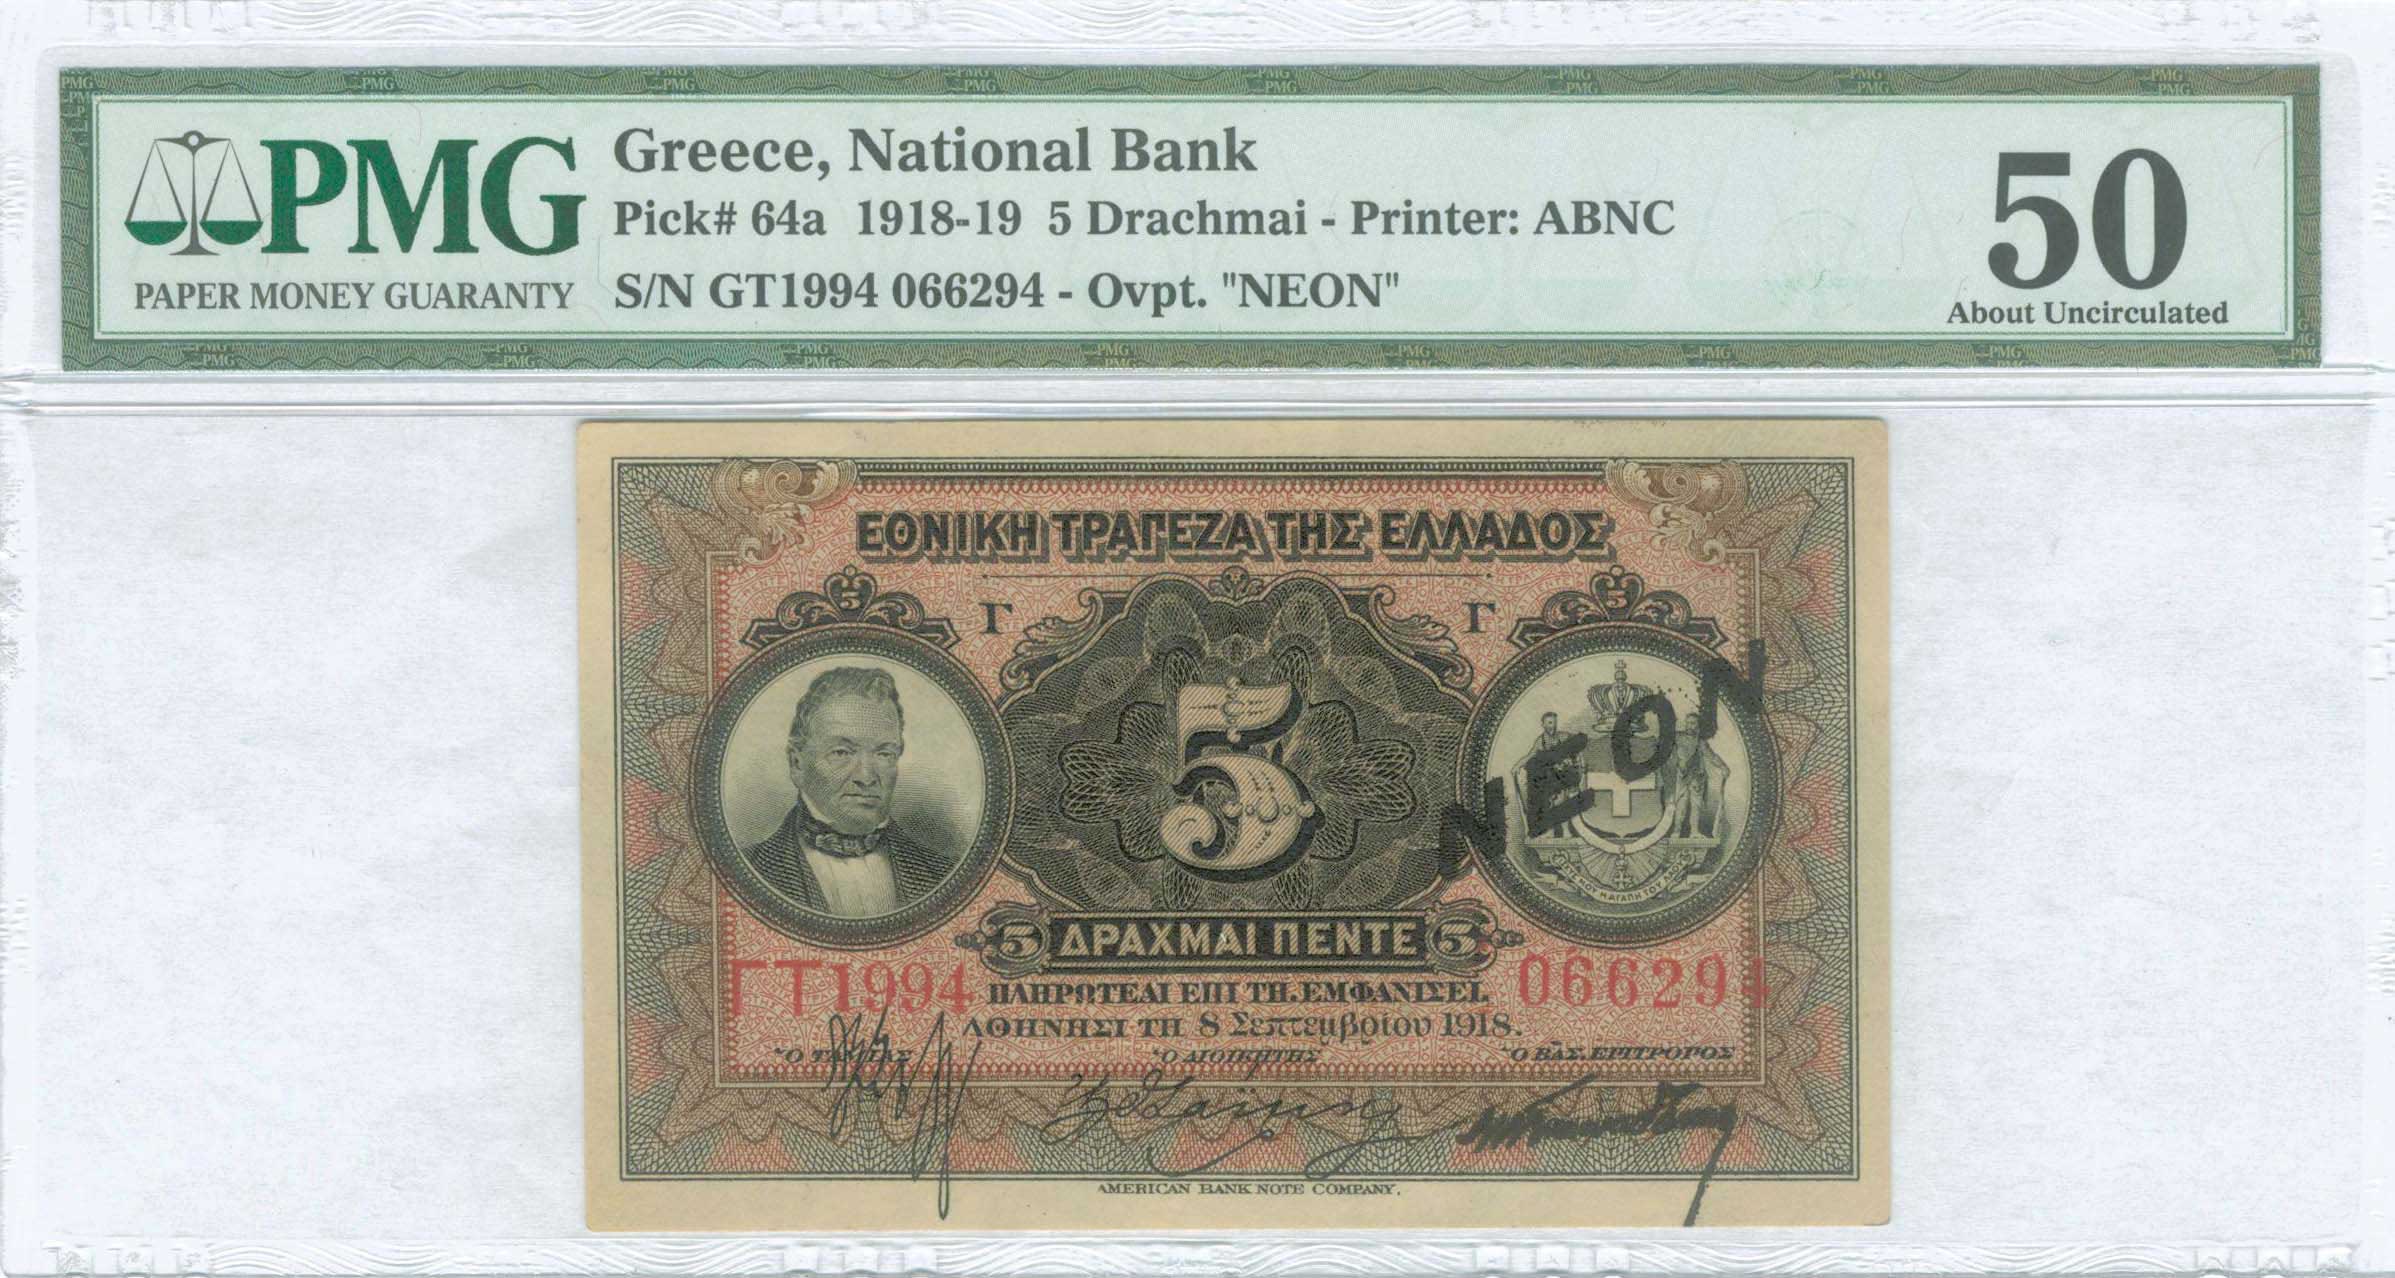 PMG
PAPER MONEY GUARANTY
Greece, National Bank
Pick# 64a 1918-19 5 Drachmai - Printer: ABNC
S/N GT1994 066294 - Ovpt. "NEON"
50
About Uncirculated
ΕΘΝΙΚΗ ΤΡΑΠΕΖΑ ΤΗΣ ΕΛΛΑΔΟΣ
Γ Γ
5 5
5
ΝΕΟΝ
5 ΔΡΑΧΜΑΙ ΠΕΝΤΕ 5
ΓΤ1994 066294
ΠΛΗΡΩΤΕΑΙ ΕΠΙ ΤΗ. ΕΜΦΑΝΙΣΕΙ.
ΑΘΗΝΗΣΙ ΤΗ 8 Σεπτεμβρίου 1918.
Ὁ ΤΑΜΙΑΣ Ὁ ΔΙΟΙΚΗΤΗΣ Ὁ ΒΑΣ. ΕΠΙΤΡΟΠΟΣ
AMERICAN BANK NOTE COMPANY.